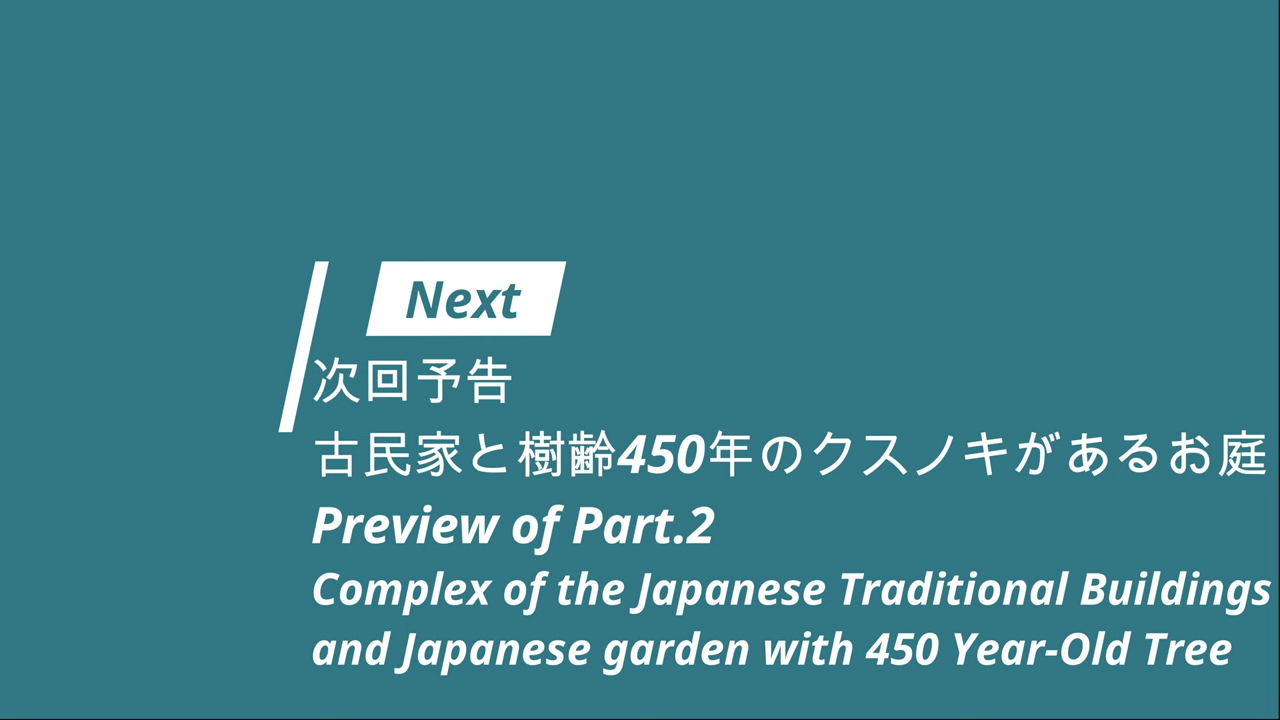 Next
次回予告
古民家と樹齢450年のクスノキがあるお庭
Preview of Part.2
Complex of the Japanese Traditional Buildings
and Japanese garden with 450 Year-Old Tree